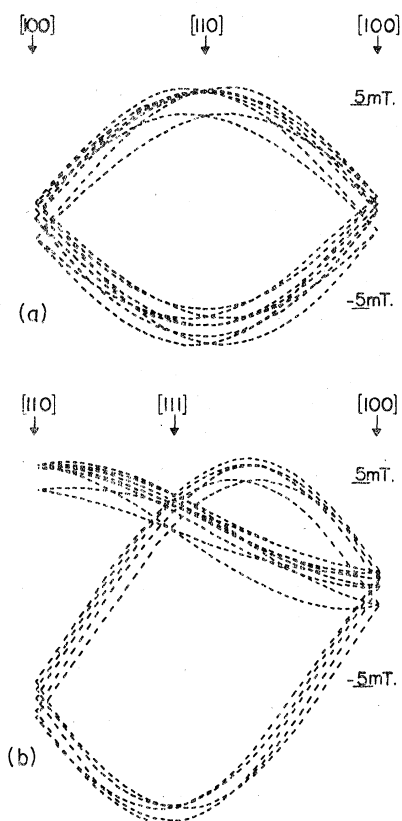 [100] [110] [100]
5mT.
-5mT.
(a)
[110] [111] [100]
5mT.
-5mT.
(b)